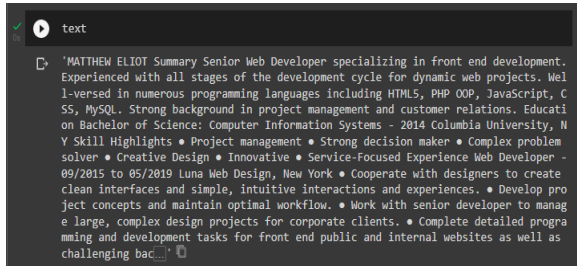 text
'MATTHEW ELIOT Summary Senior Web Developer specializing in front end development.
Experienced with all stages of the development cycle for dynamic web projects. Wel
l-versed in numerous programming languages including HTML5, PHP OOP, JavaScript, C
SS, MySQL. Strong background in project management and customer relations. Educati
on Bachelor of Science: Computer Information Systems - 2014 Columbia University, N
Y Skill Highlights ● Project management ● Strong decision maker ● Complex problem
solver ● Creative Design ● Innovative ● Service-Focused Experience Web Developer -
09/2015 to 05/2019 Luna Web Design, New York ● Cooperate with designers to create
clean interfaces and simple, intuitive interactions and experiences. ● Develop pro
ject concepts and maintain optimal workflow. ● Work with senior developer to manag
e large, complex design projects for corporate clients. ● Complete detailed progra
mming and development tasks for front end public and internal websites as well as
challenging bac...'